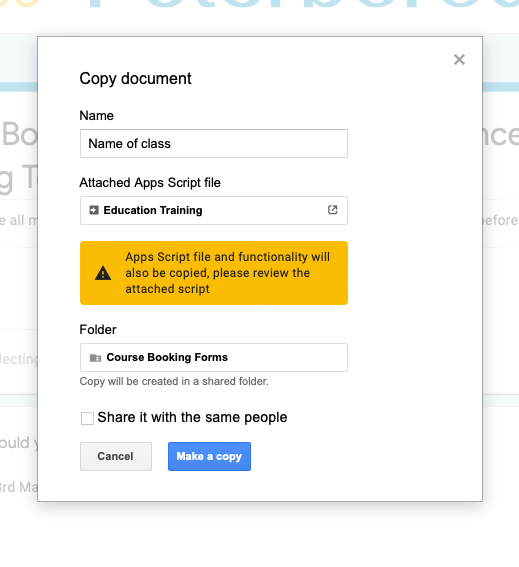 Copy document
Name
Name of class
Attached Apps Script file
Education Training
Apps Script file and functionality will
also be copied, please review the
attached script
Folder
Course Booking Forms
Copy will be created in a shared folder.
Share it with the same people
Cancel
Make a copy